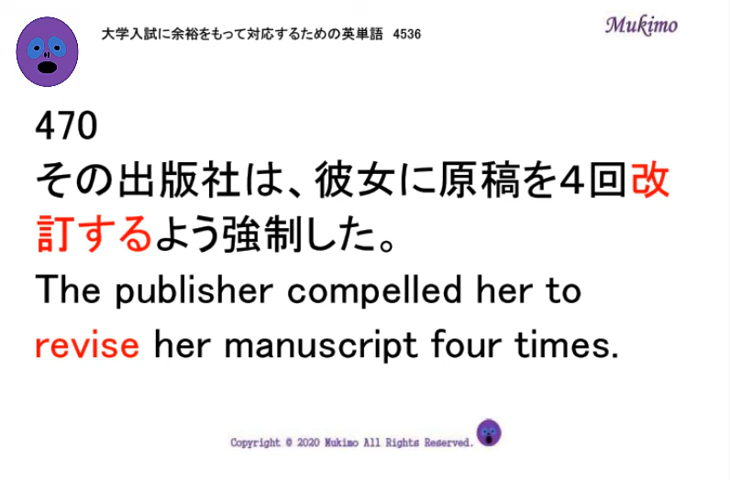 大学入試に余裕をもって対応するための英単語 4536
Mukimo
470
その出版社は、彼女に原稿を４回改
訂するよう強制した。
The publisher compelled her to
revise her manuscript four times.
Copyright © 2020 Mukimo All Rights Reserved.